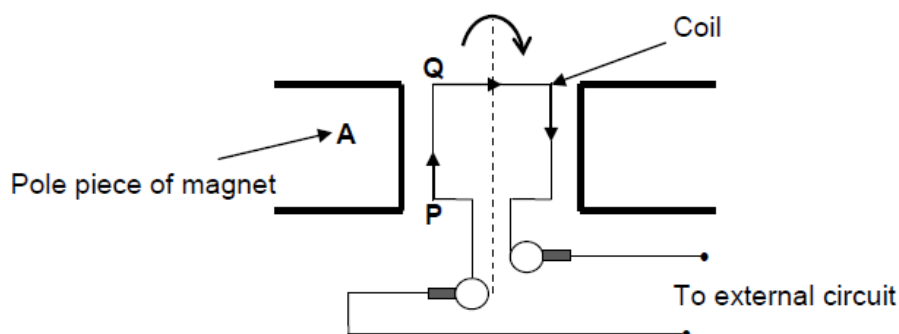 Coil
Q
A
Pole piece of magnet
P
To external circuit